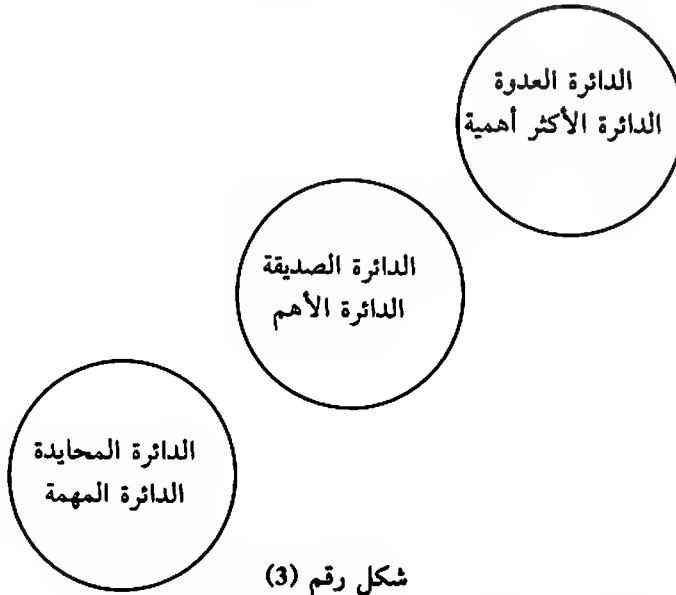 الدائرة العدوة
الدائرة الأكثر أهمية
الدائرة الصديقة
الدائرة الأهم
الدائرة المحايدة
الدائرة المهمة
شكل رقم (3)